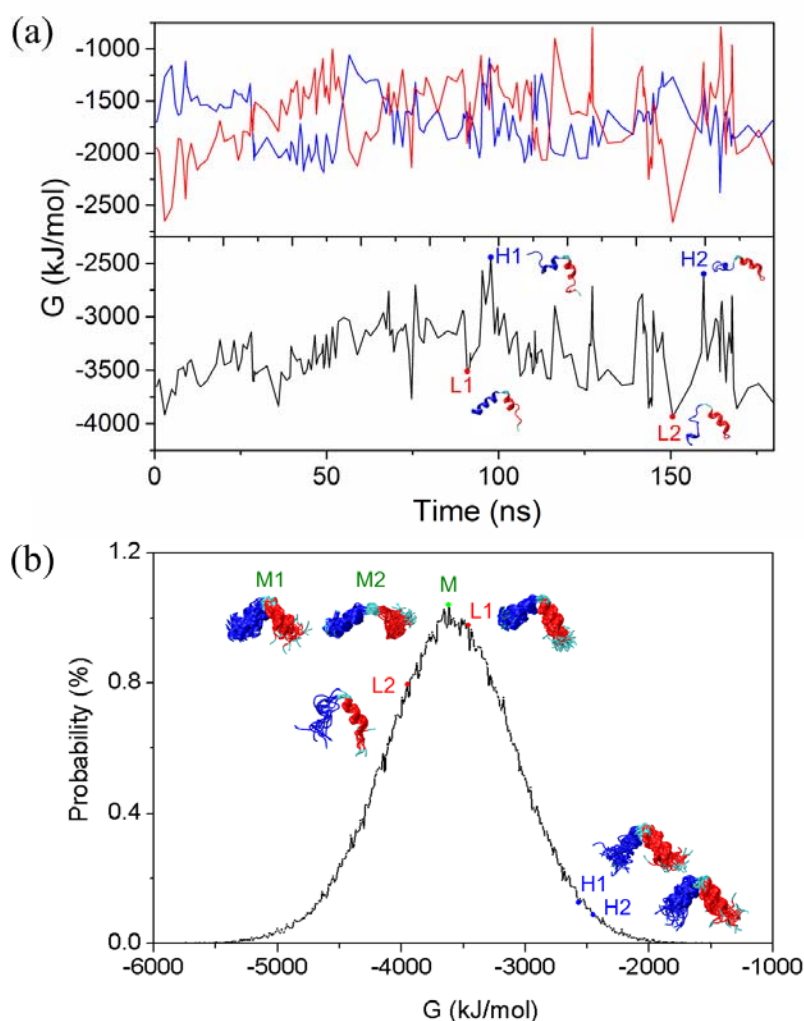 (a)
-1000
-1500
-2000
-2500
G (kJ/mol)
-2500
-3000
-3500
-4000
H1
H2
L1
L2
0
50
100
150
Time (ns)
(b)
1.2
0.8
0.4
0.0
Probability (%)
M1
M2
M
L1
L2
H1
H2
-6000
-5000
-4000
-3000
-2000
-1000
G (kJ/mol)